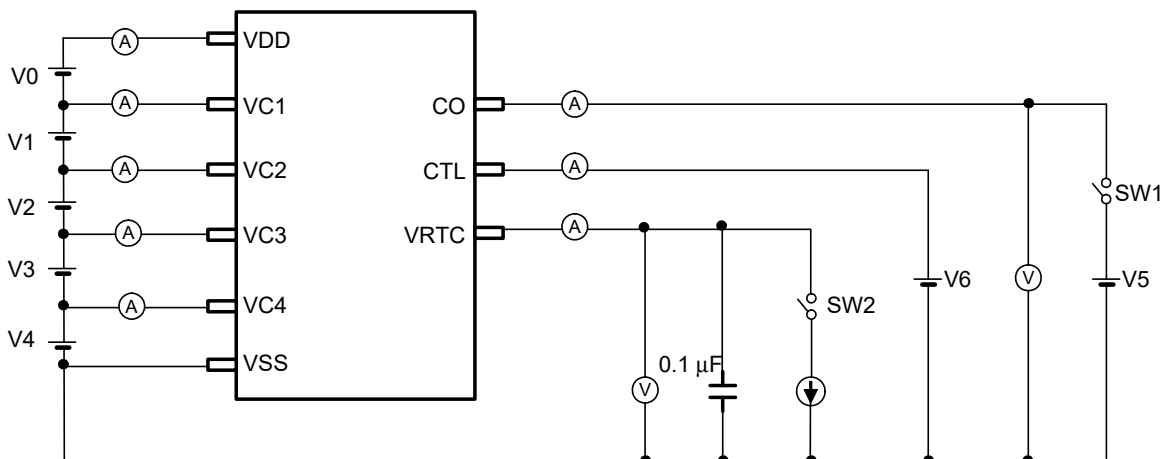 A VDD
V0
A VC1 CO A
V1
A VC2 CTL A
V2 SW1
A VC3 VRTC A
V3 V6 V V5
A VC4 SW2
V4
VSS 0.1 μF
V